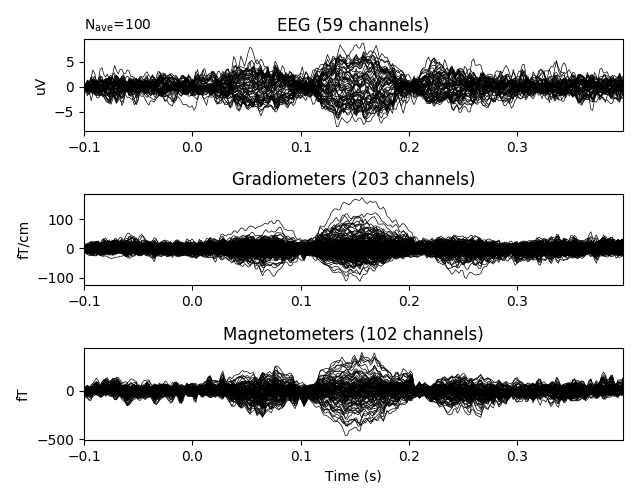 N_ave=100
EEG (59 channels)
uV
5
0
−5
−0.1 0.0 0.1 0.2 0.3
Gradiometers (203 channels)
fT/cm
100
0
−100
−0.1 0.0 0.1 0.2 0.3
Magnetometers (102 channels)
fT
0
−500
−0.1 0.0 0.1 0.2 0.3
Time (s)